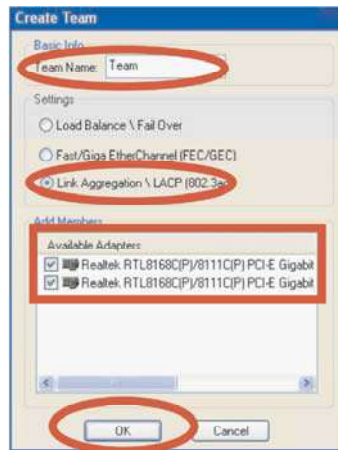 Create Team
Basic Info
Team Name: Team
Settings
Load Balance \ Fail Over
Fast/Giga EtherChannel (FEC/GEC)
Link Aggregation \ LACP (802.3ad
Add Members
Available Adapters
Realtek RTL8168C(P)/8111C(P) PCI-E Gigabit
Realtek RTL8168C(P)/8111C(P) PCI-E Gigabit
OK
Cancel